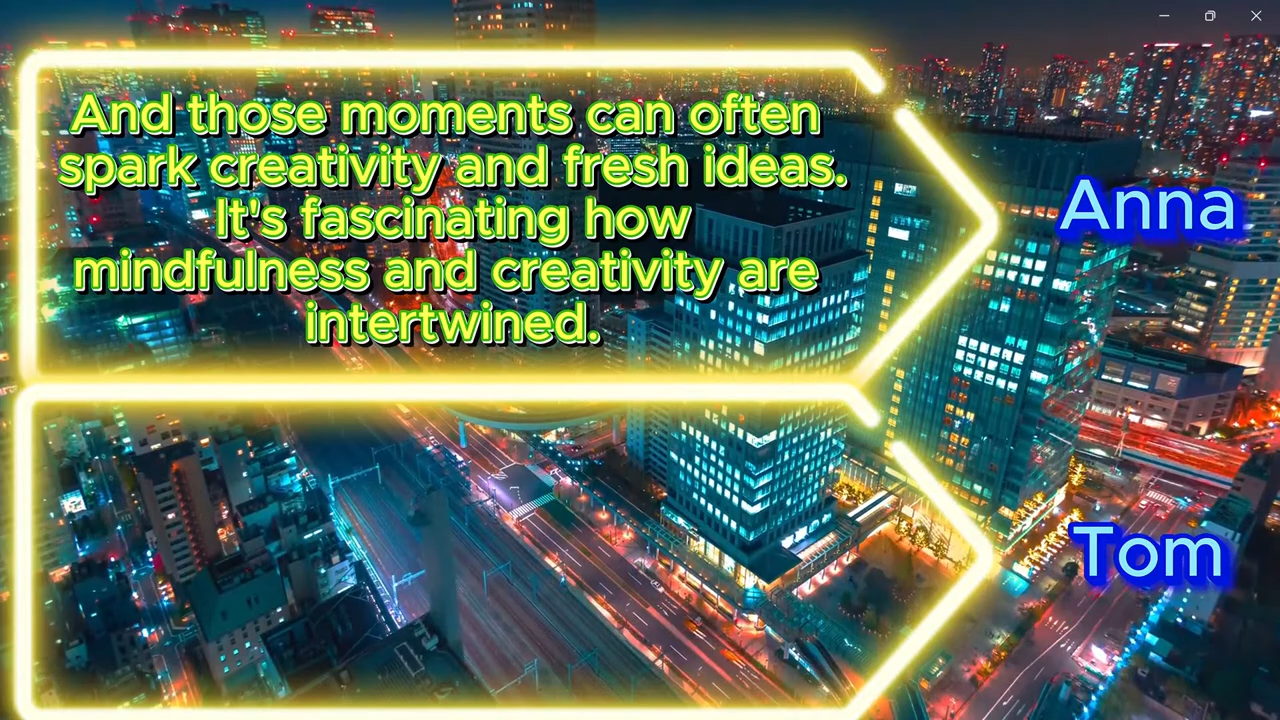 And those moments can often
spark creativity and fresh ideas.
It's fascinating how
mindfulness and creativity are
intertwined.
Anna
Tom